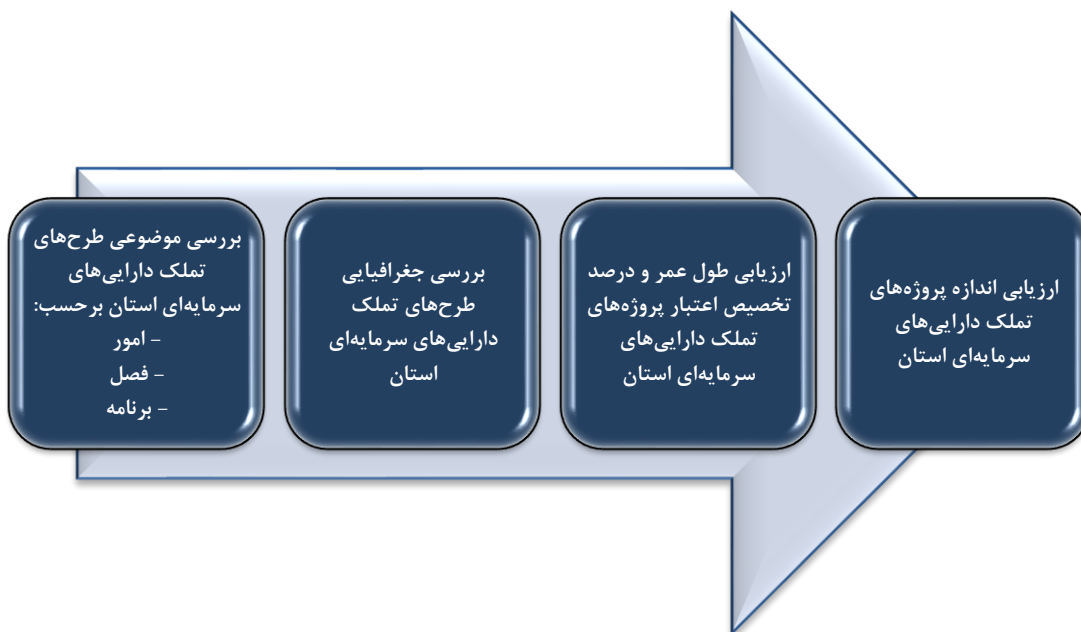 بررسی موضوعی طرح‌های
تملک دارایی‌های
سرمایه‌ای استان برحسب:
- امور
- فصل
- برنامه
بررسی جغرافیایی
طرح‌های تملک
دارایی‌های سرمایه‌ای
استان
ارزیابی طول عمر و درصد
تخصیص اعتبار پروژه‌های
تملک دارایی‌های
سرمایه‌ای استان
ارزیابی اندازه پروژه‌های
تملک دارایی‌های
سرمایه‌ای استان